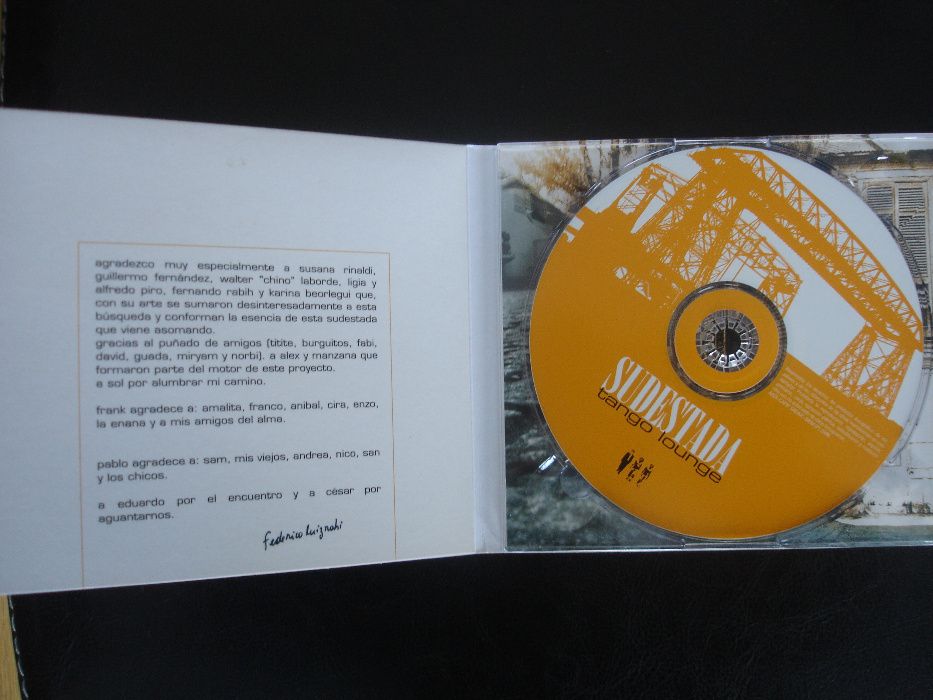 agradezco muy especialmente a susana rinaldi,
guillermo fernández, walter "chino" laborde, ligia y
alfredo piro, fernando rabih y karina beorlegui que,
con su arte se sumaron desinteresadamente a esta
búsqueda y conforman la esencia de esta sudestada
que viene asomando.
gracias al puñado de amigos (titite, burguitos, fabi,
david, guada, miryam y norbi). a alex y manzana que
formaron parte del motor de este proyecto.
a sol por alumbrar mi camino.
frank agradece a: amalita, franco, anibal, cira, enzo,
la enana y a mis amigos del alma.
pablo agradece a: sam, mis viejos, andrea, nico, san
y los chicos.
a eduardo por el encuentro y a césar por
aguantarnos.
federico
SUDESTADA
tango lounge